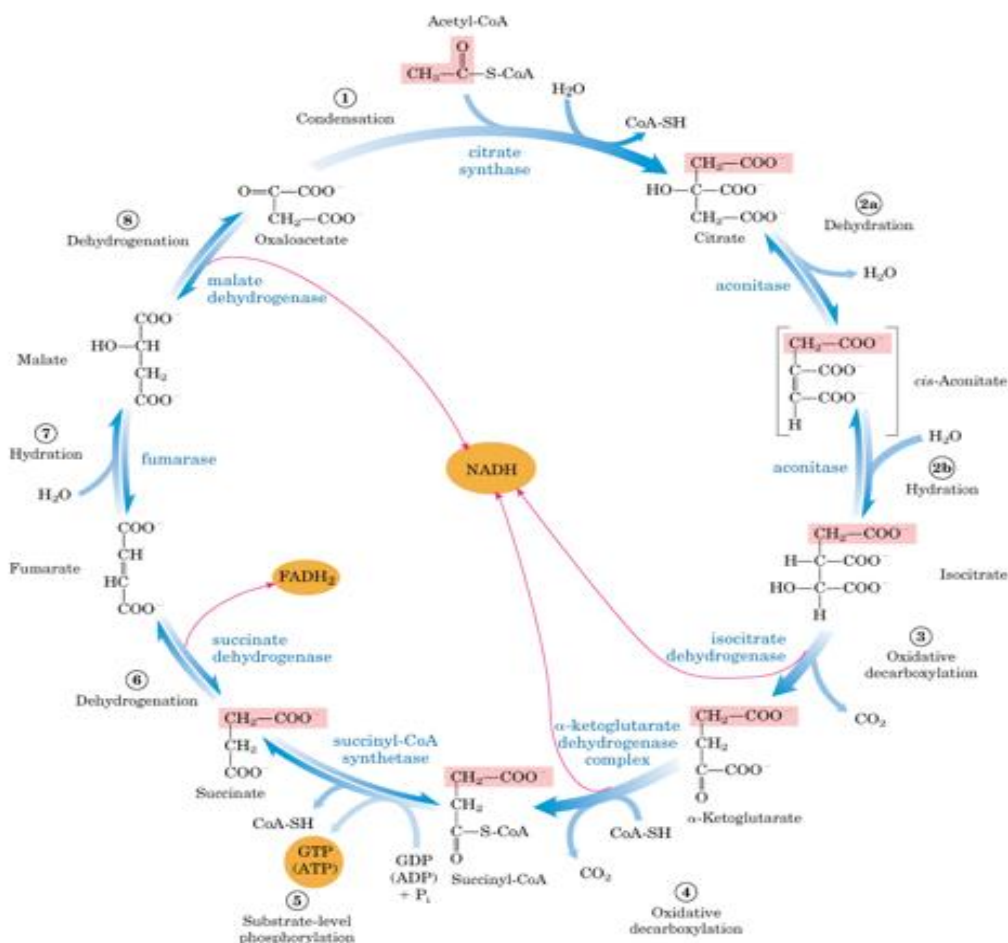 Acetyl-CoA
O
CH₃—C—S-CoA
① Condensation
H₂O
CoA-SH
citrate
synthase
CH₂—COO⁻
HO—C—COO⁻
CH₂—COO⁻
Citrate
2a
Dehydration
H₂O
aconitase
CH₂—COO⁻
C—COO
C—COO
H
cis-Aconitate
aconitase
H₂O
2b
Hydration
CH₂—COO⁻
H—C—COO⁻
HO—C—COO⁻
H
Isocitrate
isocitrate
dehydrogenase
③
Oxidative
decarboxylation
CO₂
CH₂—COO⁻
CH₂
C—COO⁻
O
α-Ketoglutarate
α-ketoglutarate
dehydrogenase
complex
CoA-SH
CO₂
④
Oxidative
decarboxylation
CH₂—COO⁻
CH₂
C—S-CoA
O
Succinyl-CoA
succinyl-CoA
synthetase
GDP
(ADP)
+ Pᵢ
CoA-SH
GTP
(ATP)
⑤
Substrate-level
phosphorylation
CH₂—COO⁻
CH₂
COO⁻
Succinate
⑥
Dehydrogenation
succinate
dehydrogenase
FADH₂
COO⁻
CH
HC
COO⁻
Fumarate
⑦
Hydration
H₂O
fumarase
COO⁻
HO—CH
CH₂
COO⁻
Malate
⑧
Dehydrogenation
malate
dehydrogenase
O=C—COO⁻
CH₂—COO
Oxaloacetate
NADH